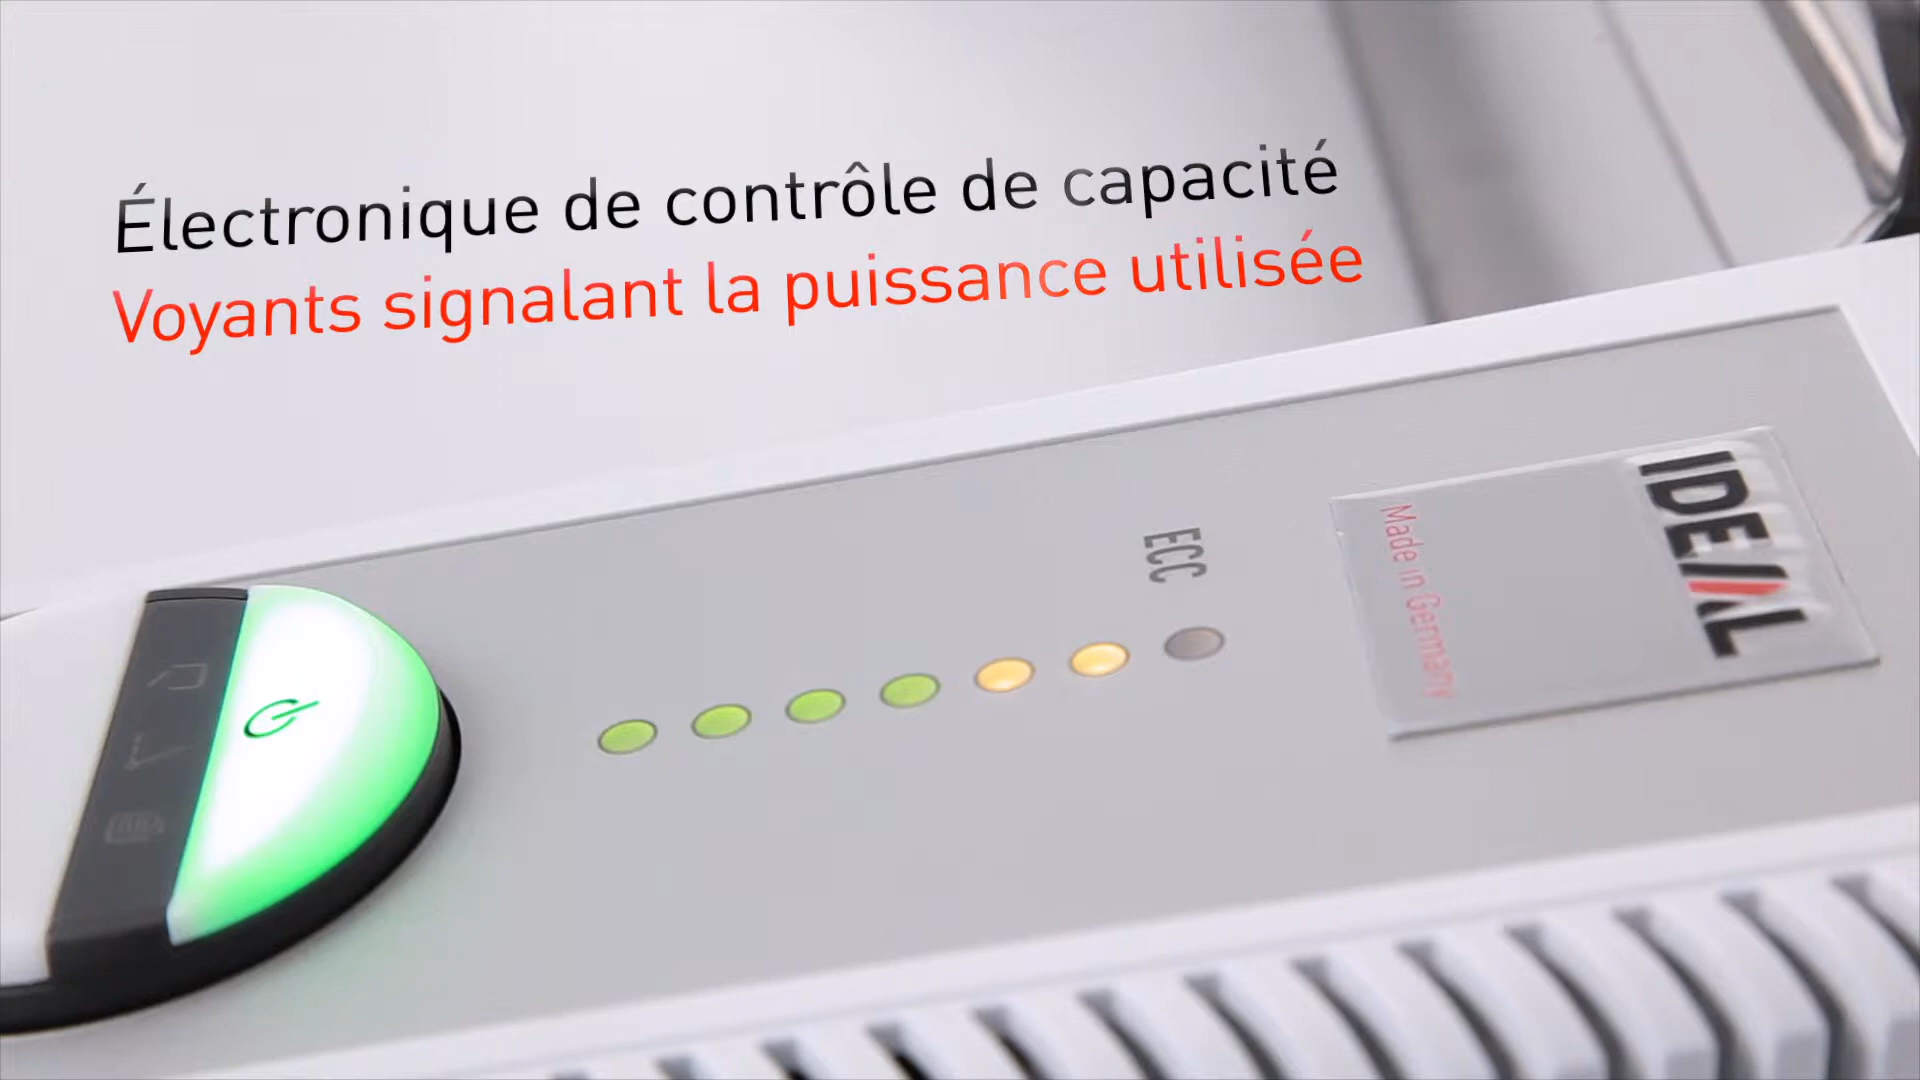 Électronique de contrôle de capacité
Voyants signalant la puissance utilisée
ECC
IDEAL
Made in Germany